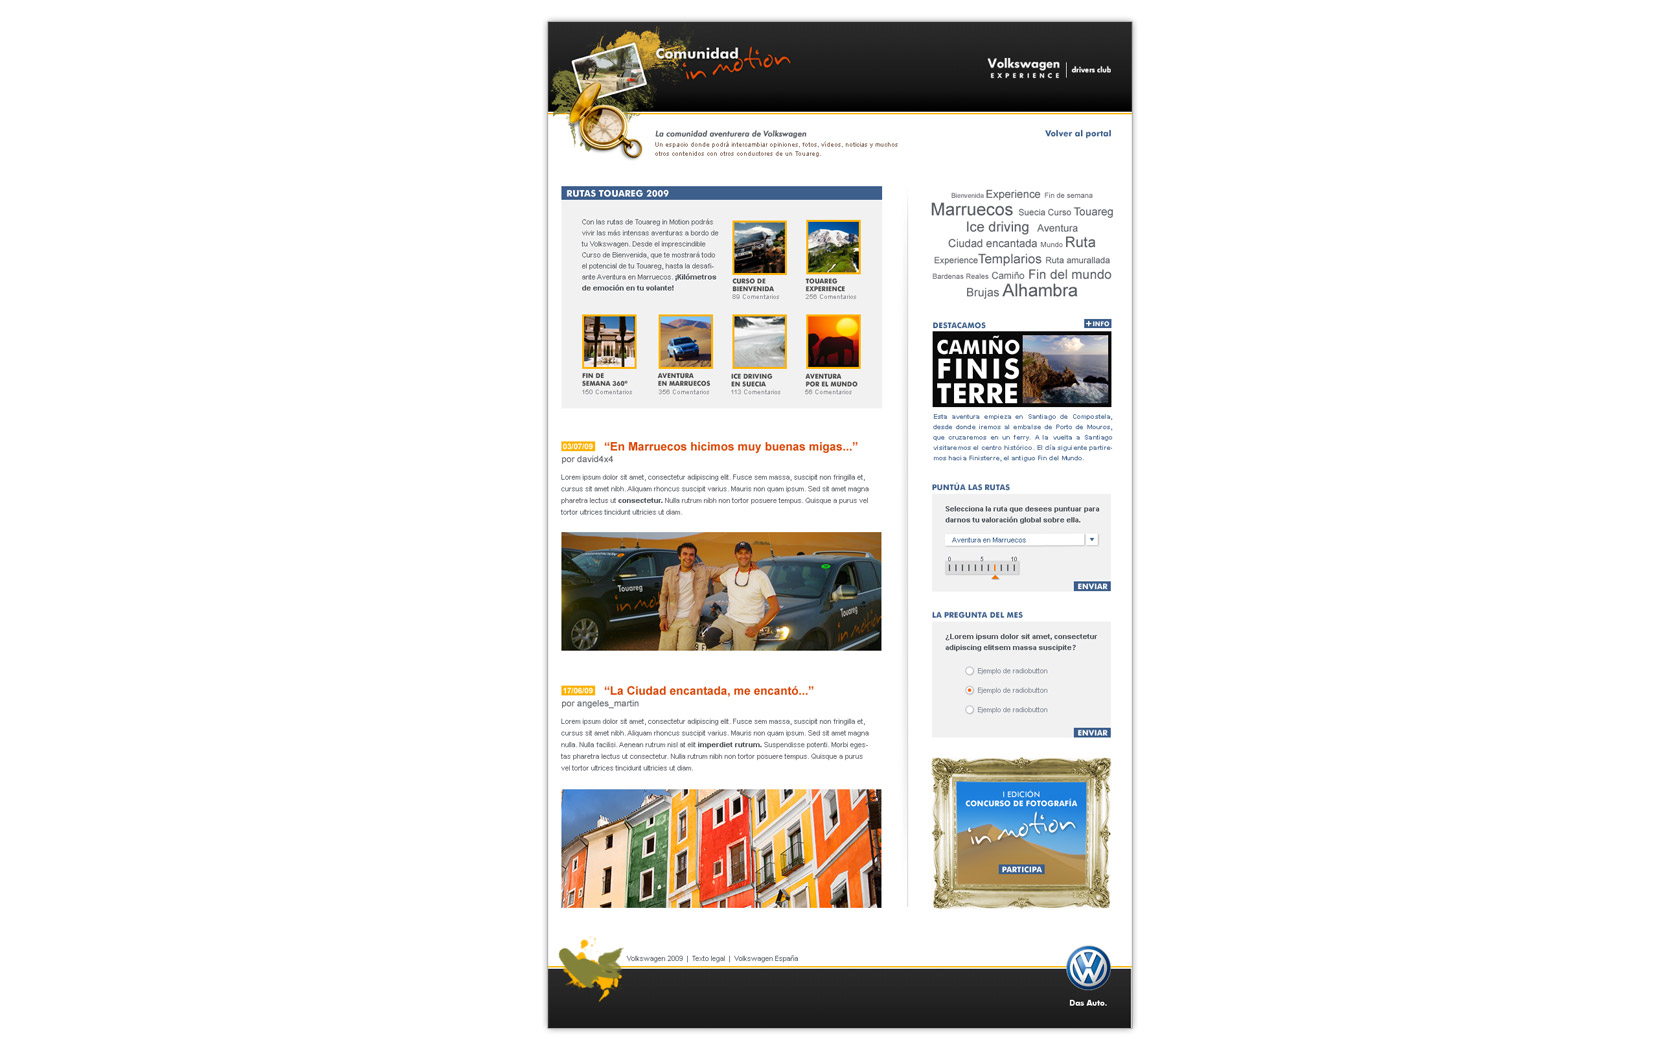 Comunidad
in motion
Volkswagen
EXPERIENCE
drivers club
La comunidad aventurera de Volkswagen
Un espacio donde podrá intercambiar opiniones, fotos, vídeos, noticias y muchos
otros contenidos con otros conductores de un Touareg.
Volver al portal
RUTAS TOUAREG 2009
Con las rutas de Touareg in Motion podrás
vivir las más intensas aventuras a bordo de
tu Volkswagen. Desde el imprescindible
Curso de Bienvenida, que te mostrará todo
el potencial de tu Touareg, hasta la desafi-
ante Aventura en Marruecos. ¡Kilómetros
de emoción en tu volante!
CURSO DE
BIENVENIDA
89 Comentarios
TOUAREG
EXPERIENCE
256 Comentarios
FIN DE
SEMANA 360º
150 Comentarios
AVENTURA
EN MARRUECOS
356 Comentarios
ICE DRIVING
EN SUECIA
113 Comentarios
AVENTURA
POR EL MUNDO
56 Comentarios
03/07/09 “En Marruecos hicimos muy buenas migas...”
por david4x4
Lorem ipsum dolor sit amet, consectetur adipiscing elit. Fusce sem massa, suscipit non fringilla et,
cursus sit amet nibh. Aliquam rhoncus suscipit varius. Mauris non quam ipsum. Sed sit amet magna
pharetra lectus ut consectetur. Nulla rutrum nibh non tortor posuere tempus. Quisque a purus vel
tortor ultrices tincidunt ultricies ut diam.
Touareg
in mo
Touareg
in motion
17/06/09 “La Ciudad encantada, me encantó...”
por angeles_martin
Lorem ipsum dolor sit amet, consectetur adipiscing elit. Fusce sem massa, suscipit non fringilla et,
cursus sit amet nibh. Aliquam rhoncus suscipit varius. Mauris non quam ipsum. Sed sit amet magna
nulla. Nulla facilisi. Aenean rutrum nisl at elit imperdiet rutrum. Suspendisse potenti. Morbi eges-
tas pharetra lectus ut consectetur. Nulla rutrum nibh non tortor posuere tempus. Quisque a purus
vel tortor ultrices tincidunt ultricies ut diam.
Bienvenida Experience Fin de semana
Marruecos Suecia Curso Touareg
Ice driving Aventura
Ciudad encantada Mundo Ruta
Experience Templarios Ruta amurallada
Bardenas Reales Camiño Fin del mundo
Brujas Alhambra
DESTACAMOS
+ INFO
CAMIÑO
FINIS
TERRE
Esta aventura empieza en Santiago de Compostela,
desde donde iremos al embalse de Porto de Mouros,
que cruzaremos en un ferry. A la vuelta a Santiago
visitaremos el centro histórico. El día siguiente partire-
mos hacia Finisterre, el antiguo Fin del Mundo.
PUNTÚA LAS RUTAS
Selecciona la ruta que desees puntuar para
darnos tu valoración global sobre ella.
Aventura en Marruecos
0 5 10
ENVIAR
LA PREGUNTA DEL MES
¿Lorem ipsum dolor sit amet, consectetur
adipiscing elitsem massa suscipite?
Ejemplo de radiobutton
Ejemplo de radiobutton
Ejemplo de radiobutton
ENVIAR
I EDICIÓN
CONCURSO DE FOTOGRAFÍA
in motion
PARTICIPA
Volkswagen 2009 | Texto legal | Volkswagen España
Das Auto.